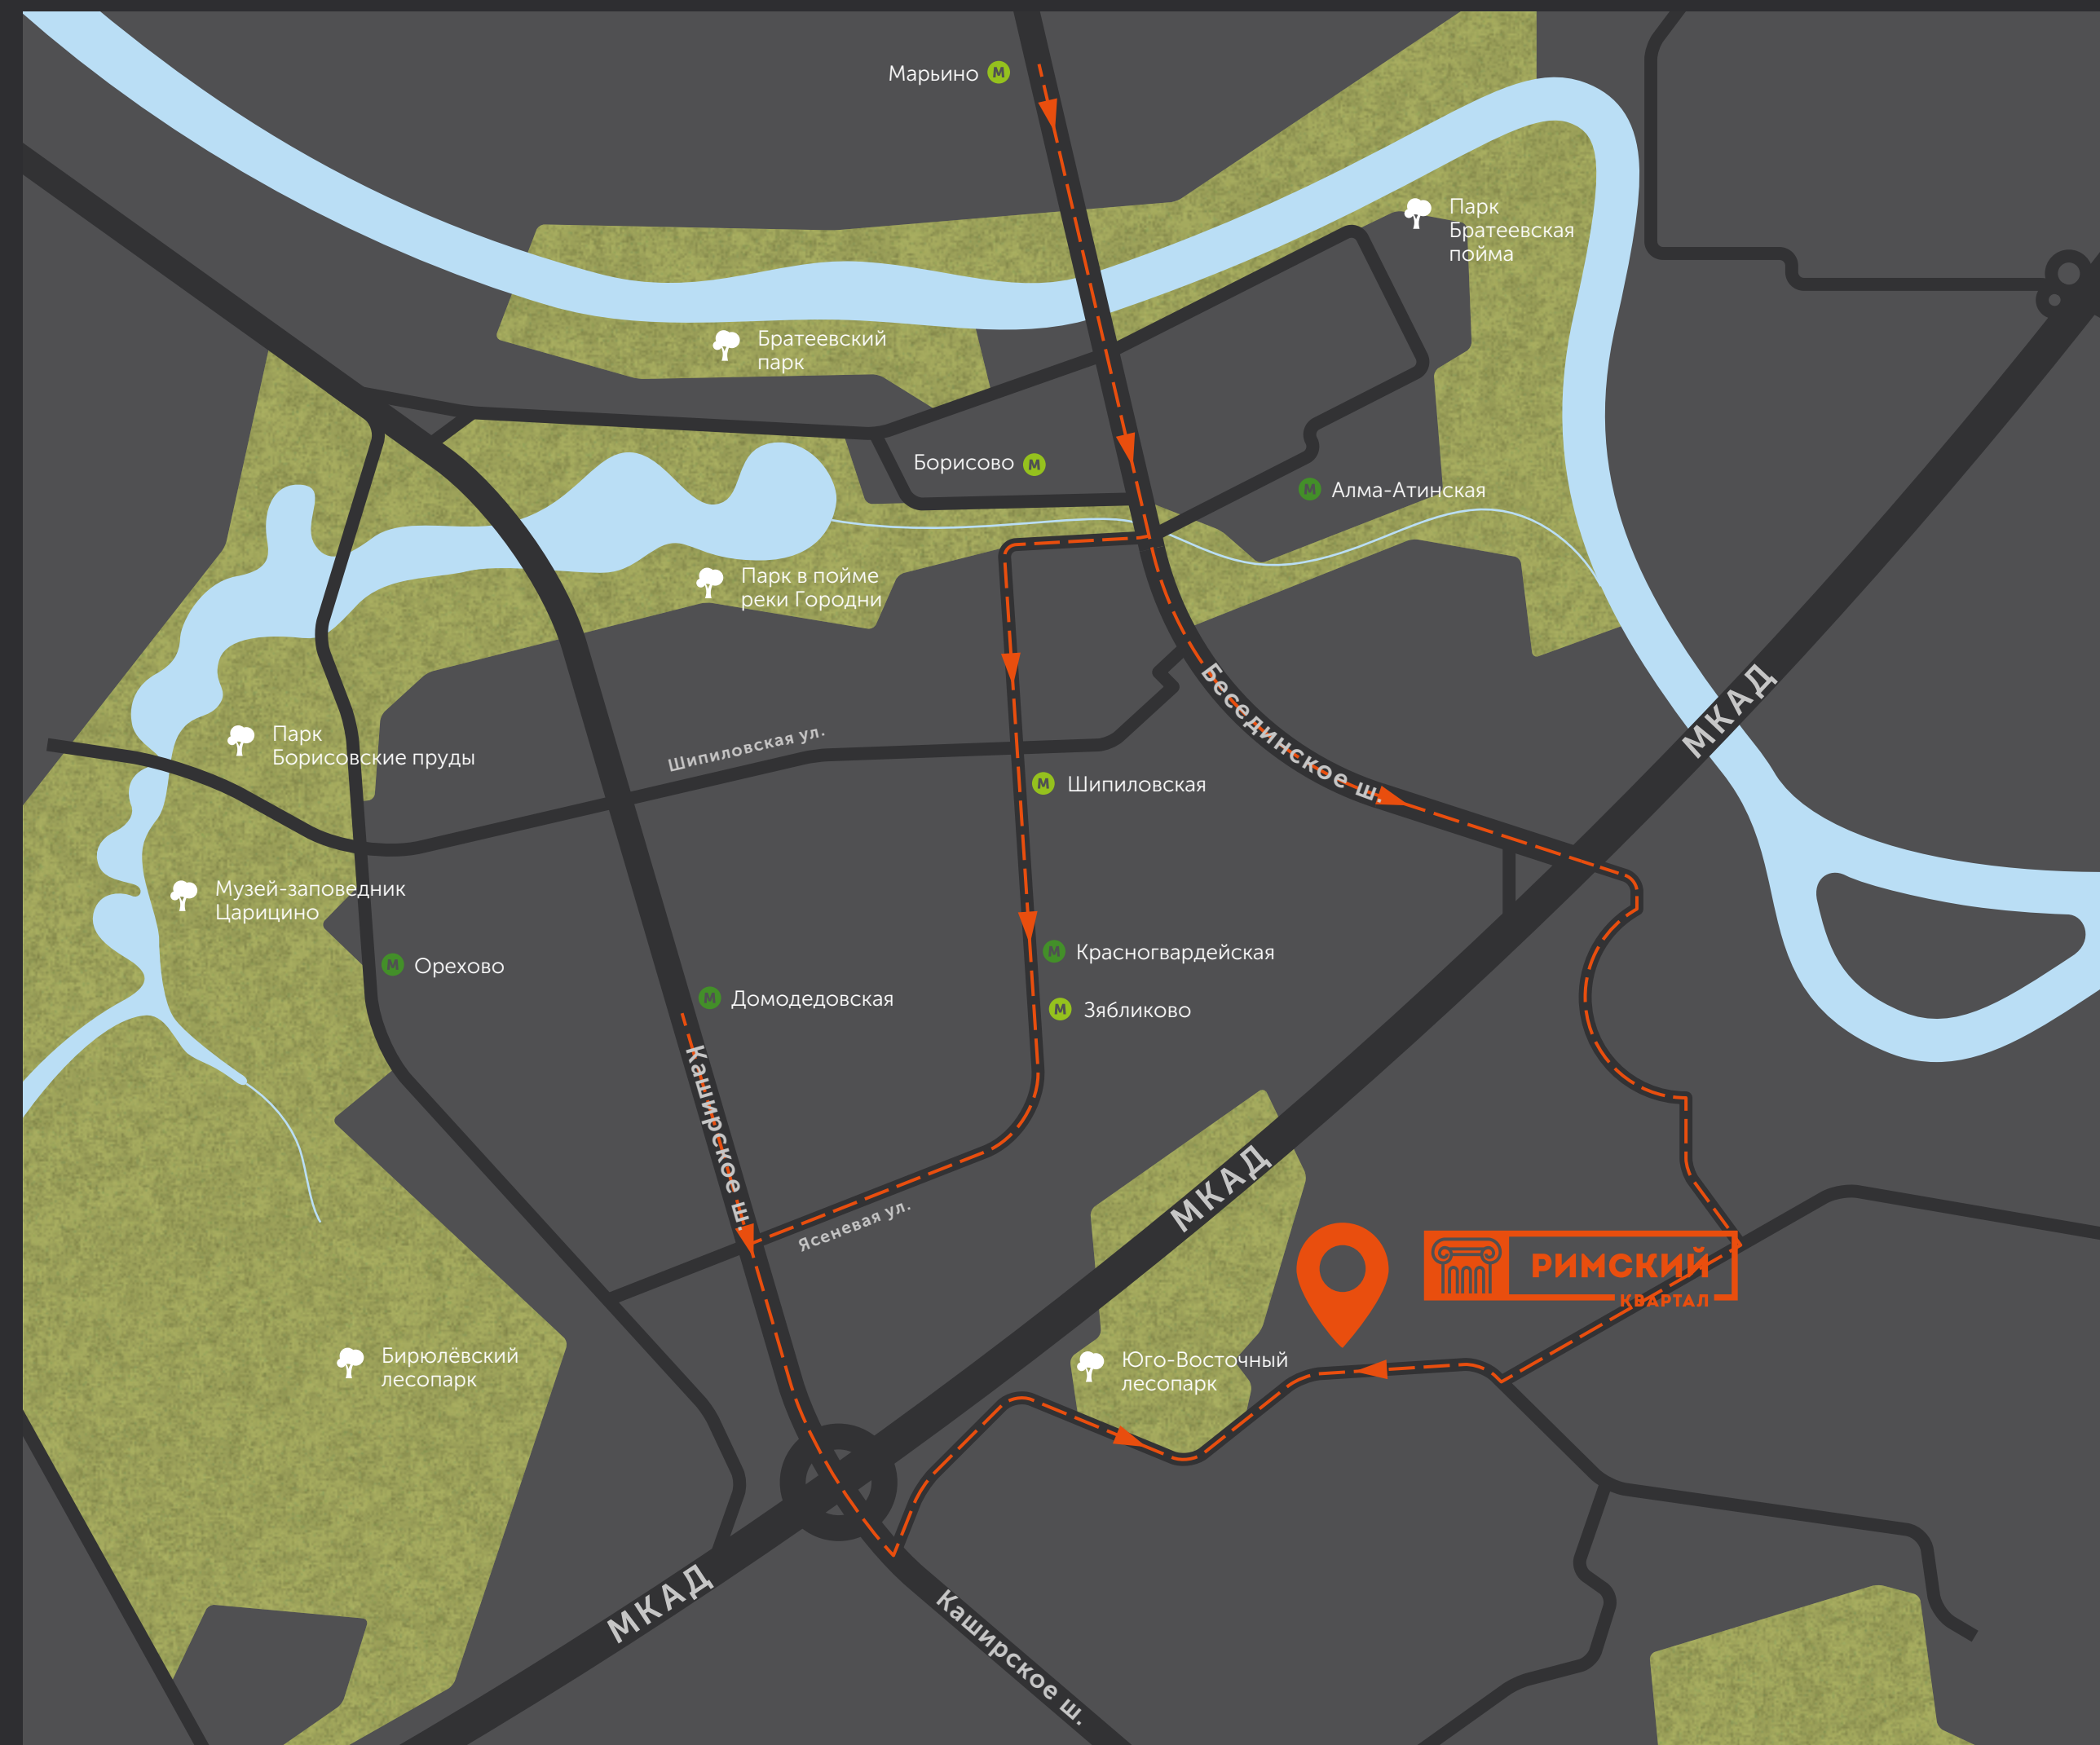 Марьино
Парк
Братеевская
пойма
Братеевский
парк
Борисово
Алма-Атинская
Парк в пойме
реки Городни
Беседиńское ш.
МКАД
Шипиловская ул.
Парк
Борисовские пруды
Шипиловская
Музей-заповедник
Царицино
Красногвардейская
Орехово
Домодедовская
Зябликово
Каширское ш.
МКАД
Ясеневая ул.
РИМСКИЙ
КВАРТАЛ
Бирюлёвский
лесопарк
Юго-Восточный
лесопарк
МКАД
Каширское ш.